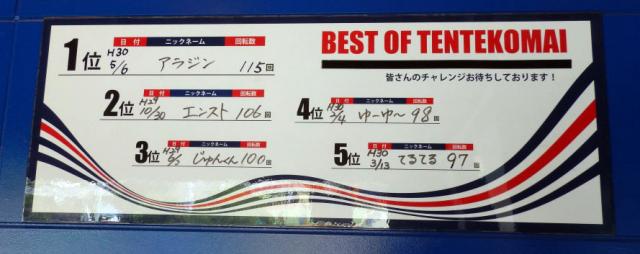 BEST OF TENTEKOMAI
皆さんのチャレンジお待ちしております!
1位
日付 ニックネーム 回転数
H30 5/6 アラジン 115回
2位
日付 ニックネーム 回転数
H29 10/30 エンスト 106回
3位
日付 ニックネーム 回転数
H29 じゅんくん 100回
4位
日付 ニックネーム 回転数
H30 ゆーゆ〜 98回
5位
日付 ニックネーム 回転数
H30 3/13 てるてる 97回